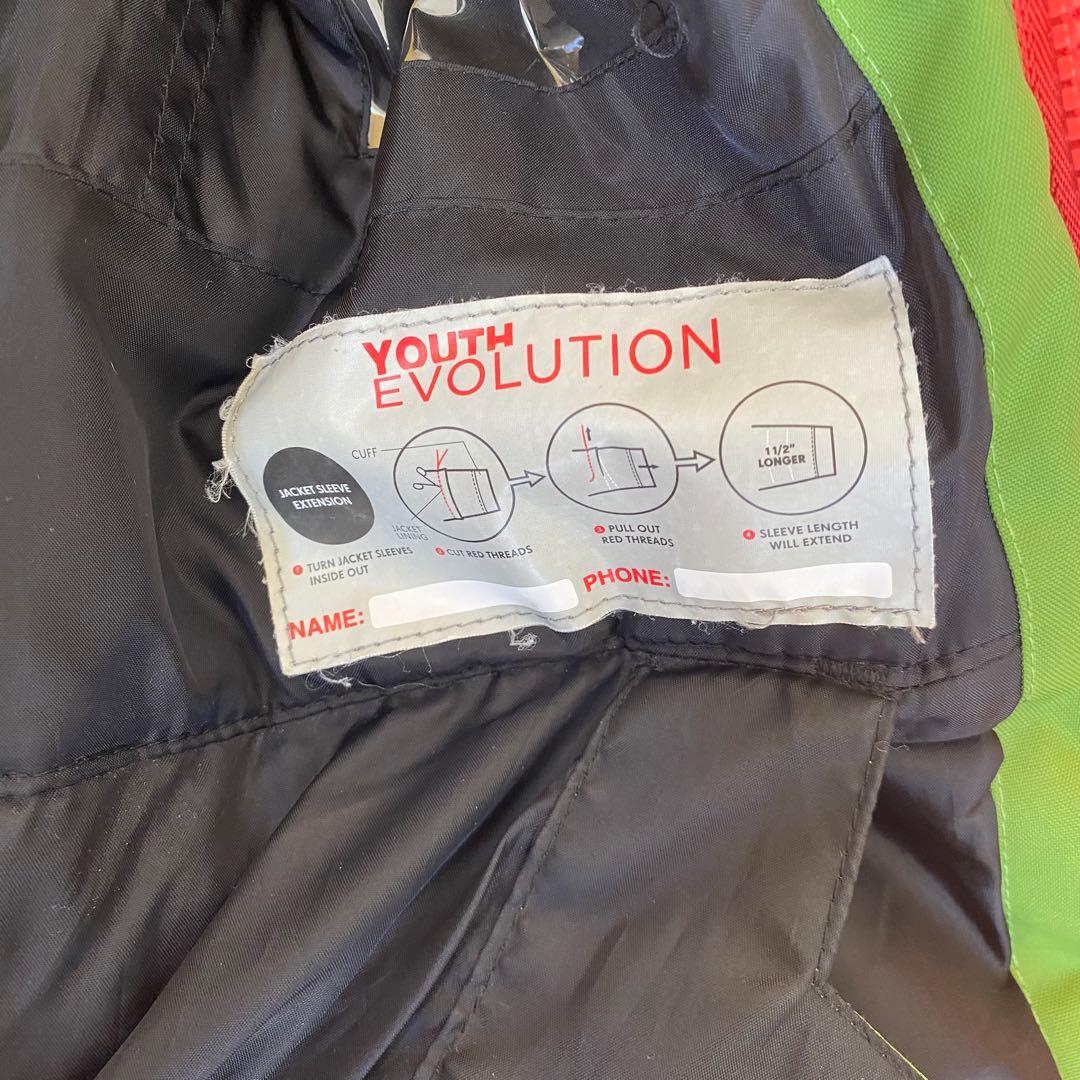 YOUTH
EVOLUTION
JACKET SLEEVE
EXTENSION
CUFF
JACKET
LINING
1 1/2"
LONGER
1 TURN JACKET SLEEVES
INSIDE OUT
2 CUT RED THREADS
3 PULL OUT
RED THREADS
4 SLEEVE LENGTH
WILL EXTEND
NAME:
PHONE: